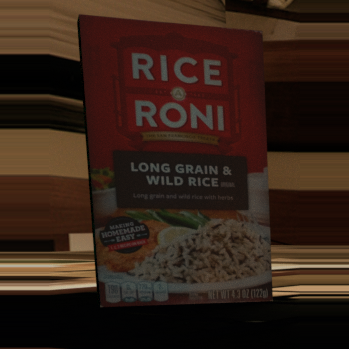 RICE
RONI
LONG GRAIN &
WILD RICE
Long grain and wild rice with herbs
MAKING
HOMEMADE
EASY
NET WT 4.3 OZ (122g)